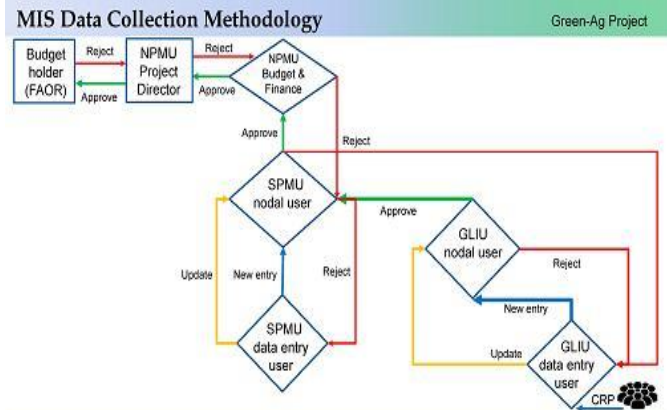 MIS Data Collection Methodology
Green-Ag Project
Budget
holder
(FAOR)
Reject
Approve
NPMU
Project
Director
Reject
Approve
NPMU
Budget &
Finance
Approve
Reject
SPMU
nodal user
Approve
GLIU
nodal user
Reject
Update
New entry
Reject
New entry
SPMU
data entry
user
Update
GLIU
data entry
user
CRP